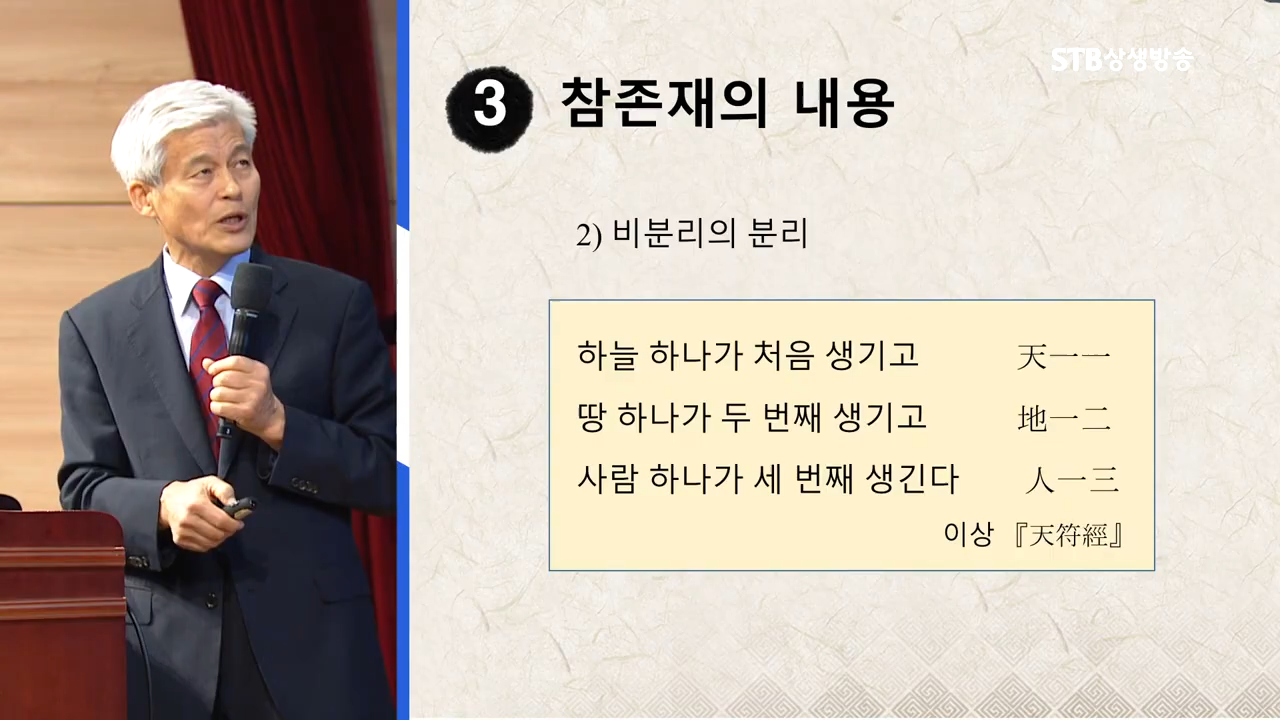 STB상생방송
3 참존재의 내용
2) 비분리의 분리
하늘 하나가 처음 생기고 天一一
땅 하나가 두 번째 생기고 地一二
사람 하나가 세 번째 생긴다 人一三
이상 『天符經』